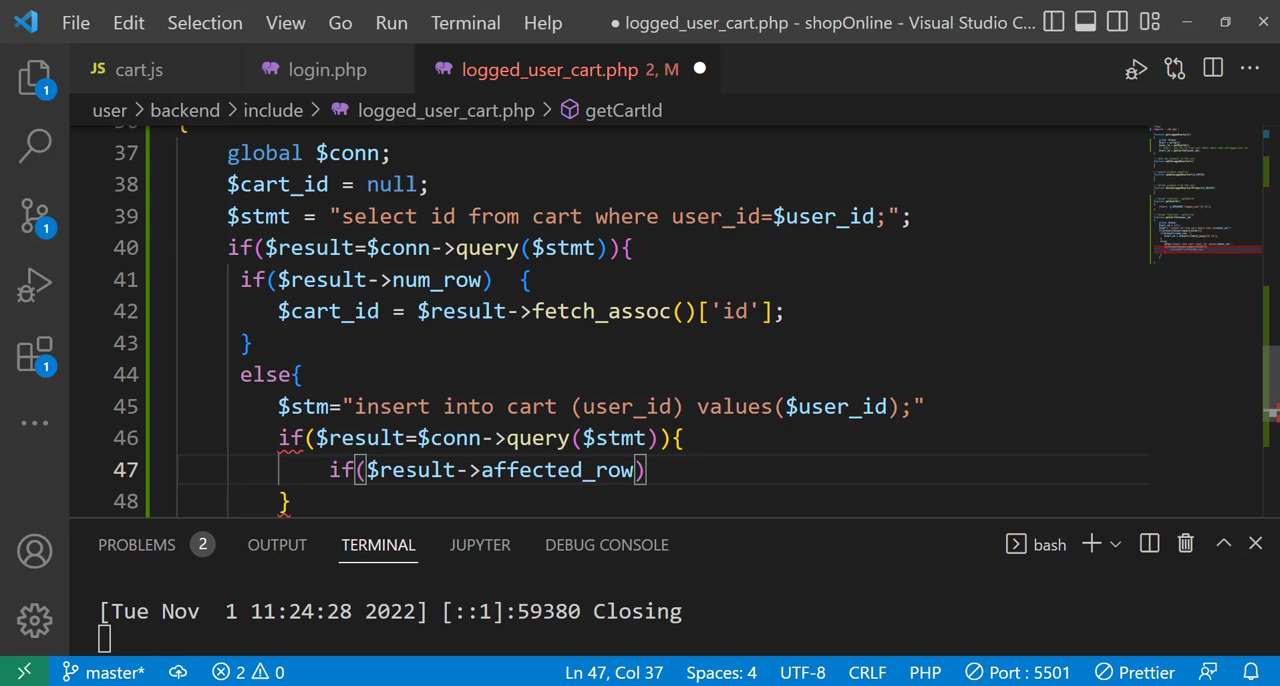 File Edit Selection View Go Run Terminal Help ● logged_user_cart.php - shopOnline - Visual Studio C...
JS cart.js login.php logged_user_cart.php 2, M
user > backend > include > logged_user_cart.php > getCartId
36 {
37 global $conn;
38 $cart_id = null;
39 $stmt = "select id from cart where user_id=$user_id;";
40 if($result=$conn->query($stmt)){
41 if($result->num_row) {
42 $cart_id = $result->fetch_assoc()['id'];
43 }
44 else{
45 $stm="insert into cart (user_id) values($user_id);"
46 if($result=$conn->query($stmt)){
47 if($result->affected_row)
48 }
1
1
1
PROBLEMS 2 OUTPUT TERMINAL JUPYTER DEBUG CONSOLE bash
[Tue Nov  1 11:24:28 2022] [::1]:59380 Closing
master* 2 0 Ln 47, Col 37 Spaces: 4 UTF-8 CRLF PHP Port : 5501 Prettier